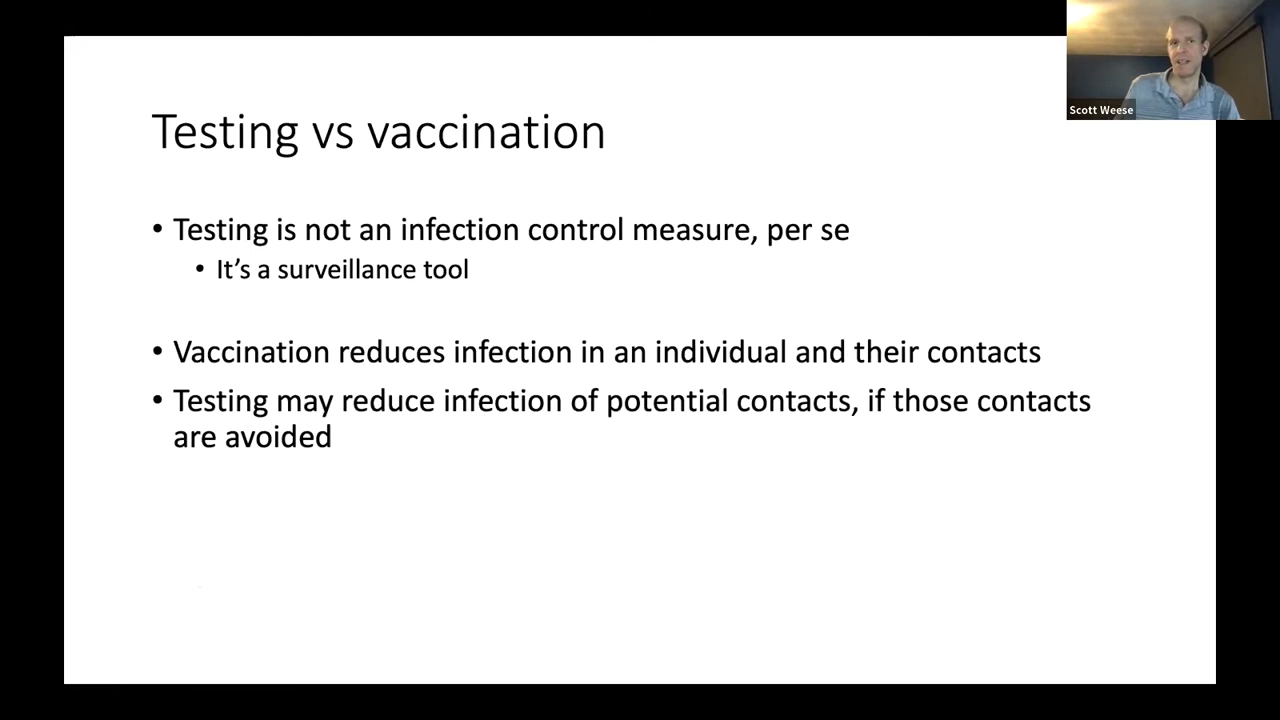 Scott Weese
Testing vs vaccination
• Testing is not an infection control measure, per se
• It's a surveillance tool
• Vaccination reduces infection in an individual and their contacts
• Testing may reduce infection of potential contacts, if those contacts
are avoided